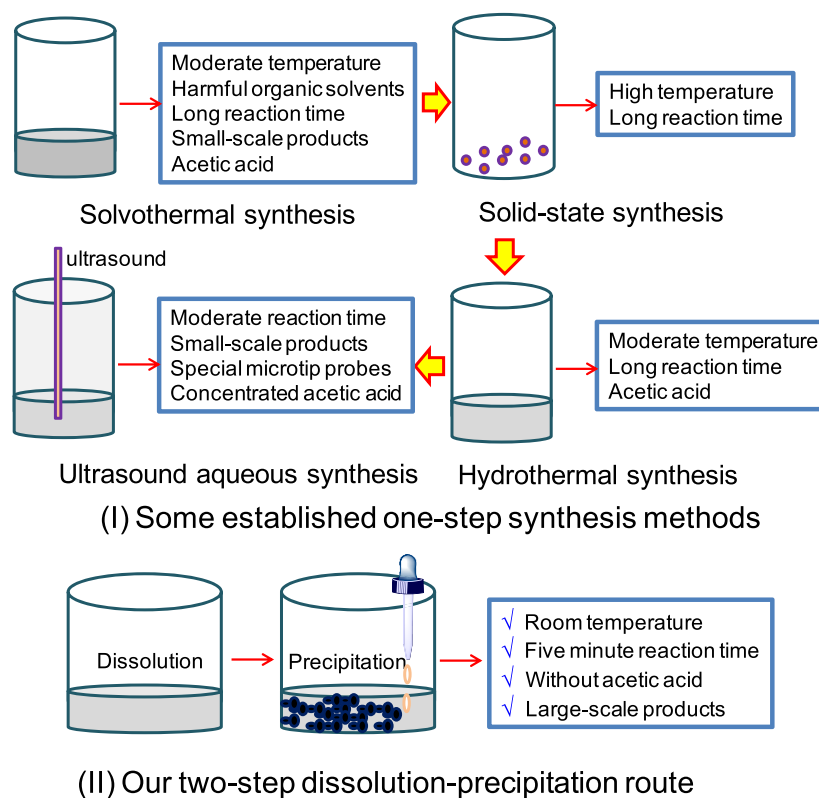 Moderate temperature
Harmful organic solvents
Long reaction time
Small-scale products
Acetic acid
Solvothermal synthesis
High temperature
Long reaction time
Solid-state synthesis
ultrasound
Moderate reaction time
Small-scale products
Special microtip probes
Concentrated acetic acid
Ultrasound aqueous synthesis
Moderate temperature
Long reaction time
Acetic acid
Hydrothermal synthesis
(I) Some established one-step synthesis methods
Dissolution
Precipitation
√ Room temperature
√ Five minute reaction time
√ Without acetic acid
√ Large-scale products
(II) Our two-step dissolution-precipitation route